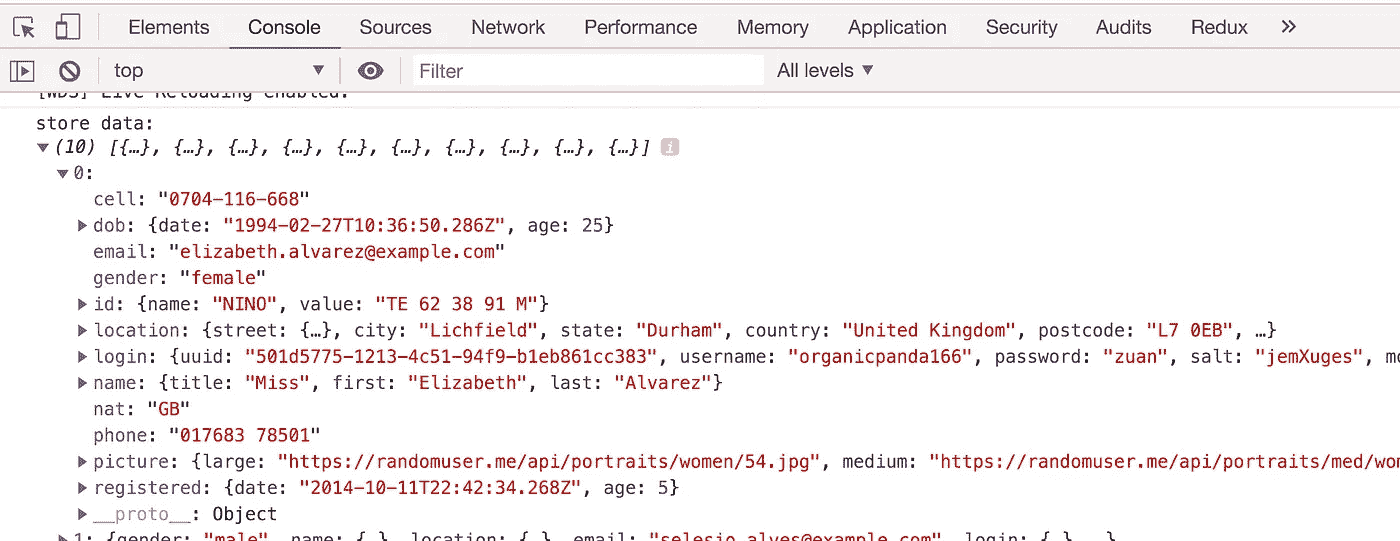 Elements Console Sources Network Performance Memory Application Security Audits Redux »
top ▼ Filter All levels ▼
[WDS] Live Reloading enabled.
store data:
▼ (10) [{…}, {…}, {…}, {…}, {…}, {…}, {…}, {…}, {…}, {…}] i
▼ 0:
cell: "0704-116-668"
▶ dob: {date: "1994-02-27T10:36:50.286Z", age: 25}
email: "elizabeth.alvarez@example.com"
gender: "female"
▶ id: {name: "NINO", value: "TE 62 38 91 M"}
▶ location: {street: {…}, city: "Lichfield", state: "Durham", country: "United Kingdom", postcode: "L7 0EB", …}
▶ login: {uuid: "501d5775-1213-4c51-94f9-b1eb861cc383", username: "organicpanda166", password: "zuan", salt: "jemXuges", mo
▶ name: {title: "Miss", first: "Elizabeth", last: "Alvarez"}
nat: "GB"
phone: "017683 78501"
▶ picture: {large: "https://randomuser.me/api/portraits/women/54.jpg", medium: "https://randomuser.me/api/portraits/med/wom
▶ registered: {date: "2014-10-11T22:42:34.268Z", age: 5}
▶ __proto__: Object
▶ 1: {gender: "male", name: {…}, location: {…}, email: "selesio.alves@example.com", login: {…}, …}